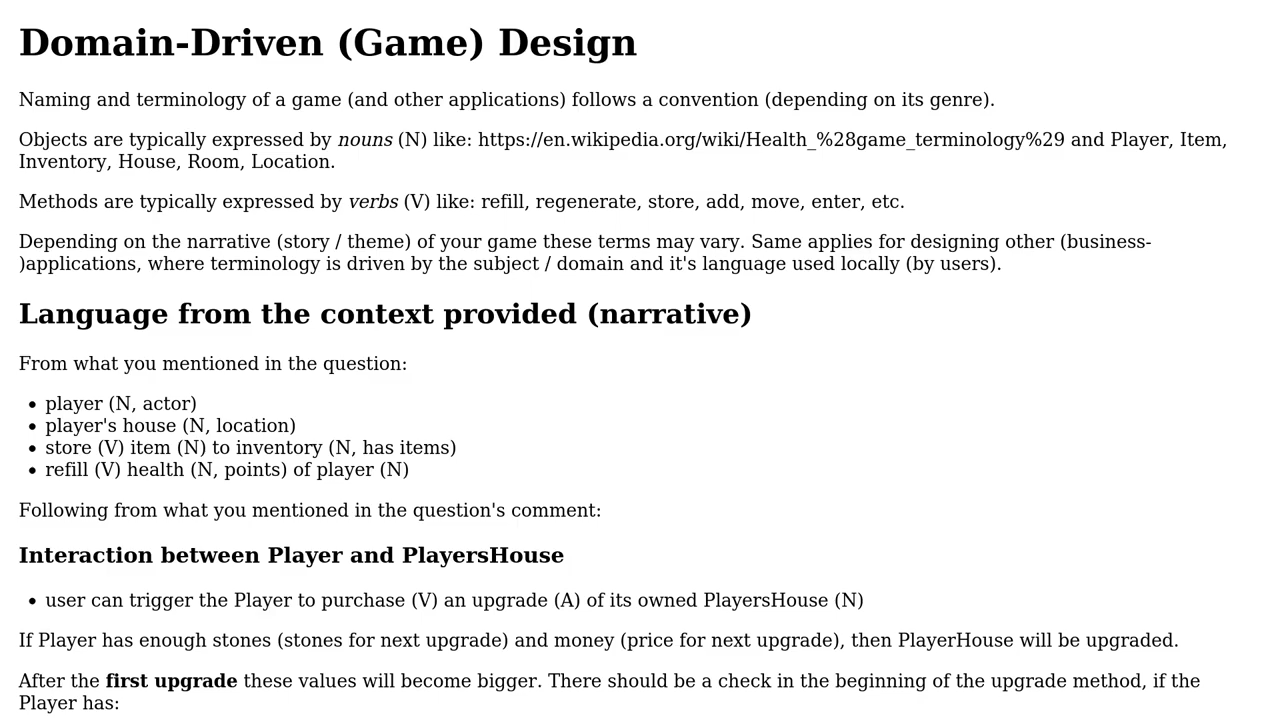 Domain-Driven (Game) Design
Naming and terminology of a game (and other applications) follows a convention (depending on its genre).
Objects are typically expressed by nouns (N) like: https://en.wikipedia.org/wiki/Health_%28game_terminology%29 and Player, Item,
Inventory, House, Room, Location.
Methods are typically expressed by verbs (V) like: refill, regenerate, store, add, move, enter, etc.
Depending on the narrative (story / theme) of your game these terms may vary. Same applies for designing other (business-
)applications, where terminology is driven by the subject / domain and it's language used locally (by users).
Language from the context provided (narrative)
From what you mentioned in the question:
• player (N, actor)
• player's house (N, location)
• store (V) item (N) to inventory (N, has items)
• refill (V) health (N, points) of player (N)
Following from what you mentioned in the question's comment:
Interaction between Player and PlayersHouse
• user can trigger the Player to purchase (V) an upgrade (A) of its owned PlayersHouse (N)
If Player has enough stones (stones for next upgrade) and money (price for next upgrade), then PlayerHouse will be upgraded.
After the first upgrade these values will become bigger. There should be a check in the beginning of the upgrade method, if the
Player has: